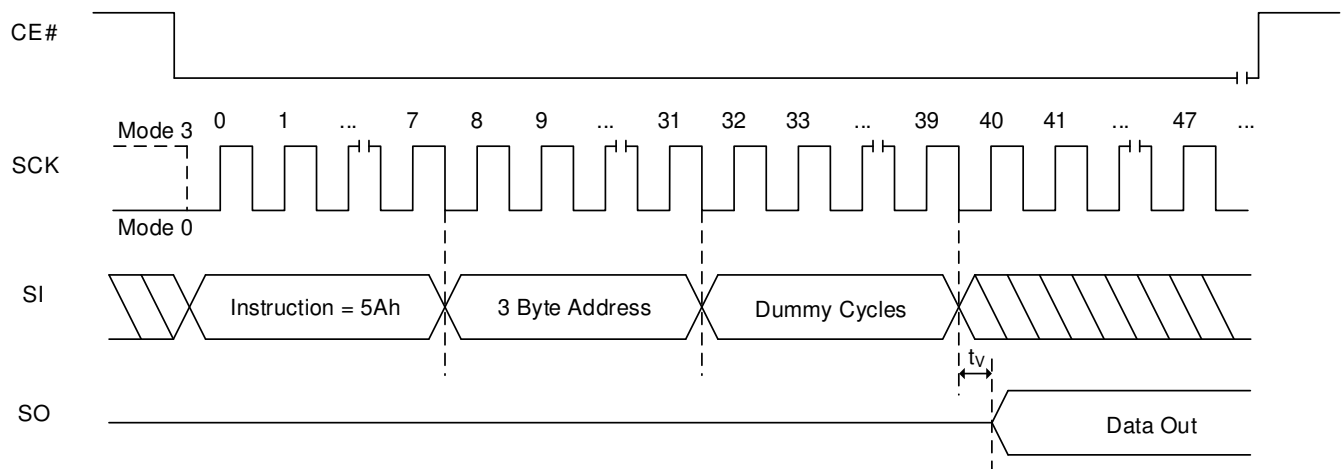 CE#
0 1 ... 7 8 9 ... 31 32 33 ... 39 40 41 ... 47 ...
Mode 3
SCK
Mode 0
SI Instruction = 5Ah 3 Byte Address Dummy Cycles
tV
SO Data Out